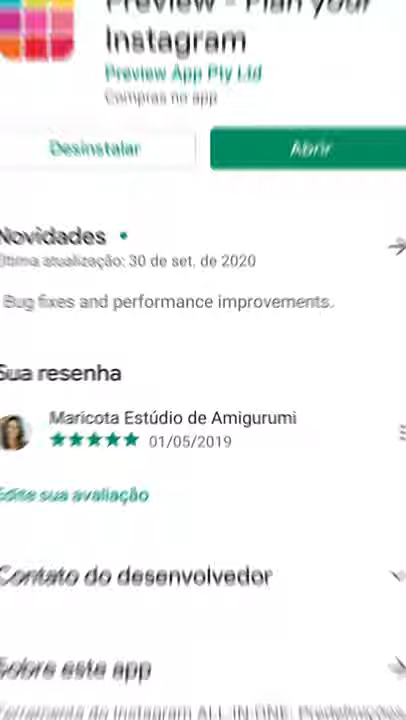 Preview - Plan your
Instagram
Preview App Pty Ltd
Compras no app
Desinstalar
Abrir
Novidades
Última atualização: 30 de set. de 2020
Bug fixes and performance improvements.
Sua resenha
Maricota Estúdio de Amigurumi
01/05/2019
Edite sua avaliação
Contato do desenvolvedor
Sobre este app
Ferramenta do Instagram ALL-IN-ONE: